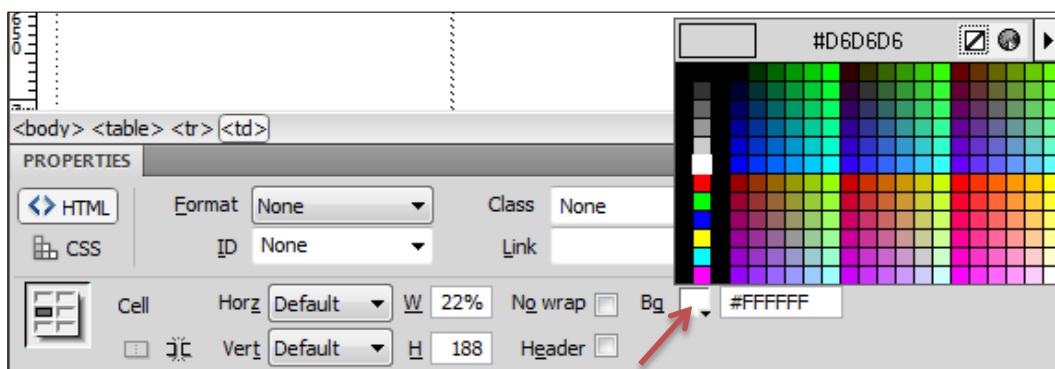 6
5
0
#D6D6D6
<body> <table> <tr> <td>
PROPERTIES
<> HTML Format None Class None
CSS ID None Link
Cell Horz Default W 22% No wrap Bg #FFFFFF
Vert Default H 188 Header